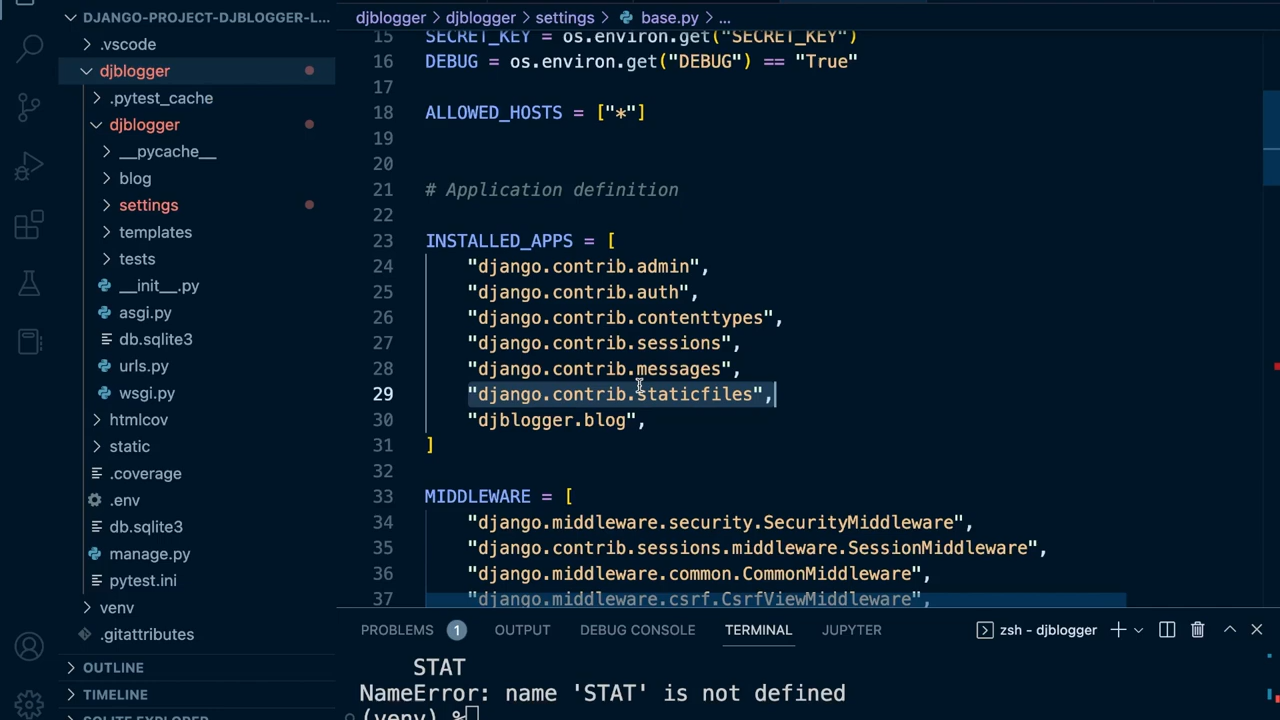 DJANGO-PROJECT-DJBLOGGER-L...
.vscode
djblogger
.pytest_cache
djblogger
__pycache__
blog
settings
templates
tests
__init__.py
asgi.py
db.sqlite3
urls.py
wsgi.py
htmlcov
static
.coverage
.env
db.sqlite3
manage.py
pytest.ini
venv
.gitattributes
OUTLINE
TIMELINE
djblogger > djblogger > settings > base.py > ...
15 SECRET_KEY = os.environ.get("SECRET_KEY")
16 DEBUG = os.environ.get("DEBUG") == "True"
17
18 ALLOWED_HOSTS = ["*"]
19
20
21 # Application definition
22
23 INSTALLED_APPS = [
24 "django.contrib.admin",
25 "django.contrib.auth",
26 "django.contrib.contenttypes",
27 "django.contrib.sessions",
28 "django.contrib.messages",
29 "django.contrib.staticfiles",
30 "djblogger.blog",
31 ]
32
33 MIDDLEWARE = [
34 "django.middleware.security.SecurityMiddleware",
35 "django.contrib.sessions.middleware.SessionMiddleware",
36 "django.middleware.common.CommonMiddleware",
37 "django.middleware.csrf.CsrfViewMiddleware",
PROBLEMS 1 OUTPUT DEBUG CONSOLE TERMINAL JUPYTER zsh - djblogger
STAT
NameError: name 'STAT' is not defined
(venv) %